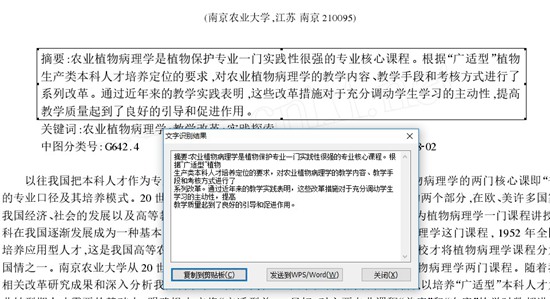 (南京农业大学,江苏 南京 210095)
摘要:农业植物病理学是植物保护专业一门实践性很强的专业核心课程。根据“广适型”植物
生产类本科人才培养定位的要求,对农业植物病理学的教学内容、教学手段和考核方式进行了
系列改革。通过近年来的教学实践表明,这些改革措施对于充分调动学生学习的主动性,提高
教学质量起到了良好的引导和促进作用。
关键词:农业植物病理学;教学改革;实践探索
中图分类号:G642.4
8-02
文字识别结果
摘要:农业植物病理学是植物保护专业一门实践性很强的专业核心课程。根
据“广适型”植物
生产类本科人才培养定位的要求，对农业植物病理学的教学内容、教学手
段和考核方式进行了
系列改革。通过近年来的教学实践表明，这些改革措施对于充分调动学生
学习的主动性、提高
教学质量起到了良好的引导和促进作用。
复制到剪贴板(C)
发送到WPS/Word(W)
关闭(X)
以往我国把本科人才作为专
物病理学的两门核心课即“
的专业口径及其培养模式。20 世
两个部分,在欧、美许多国家
我国经济、社会的发展以及高等教
为植物病理学一门课程讲授
科在我国逐渐发展成为一种基本
理学这门课程, 1952 年全国
培养应用型人才,这是我国高等农
校才将植物病理学课程分
国情之一。南京农业大学从 20 世
物病理学两门课程。随着
相关改革研究成果和深入分析我
,以培养“广适型”本科人才